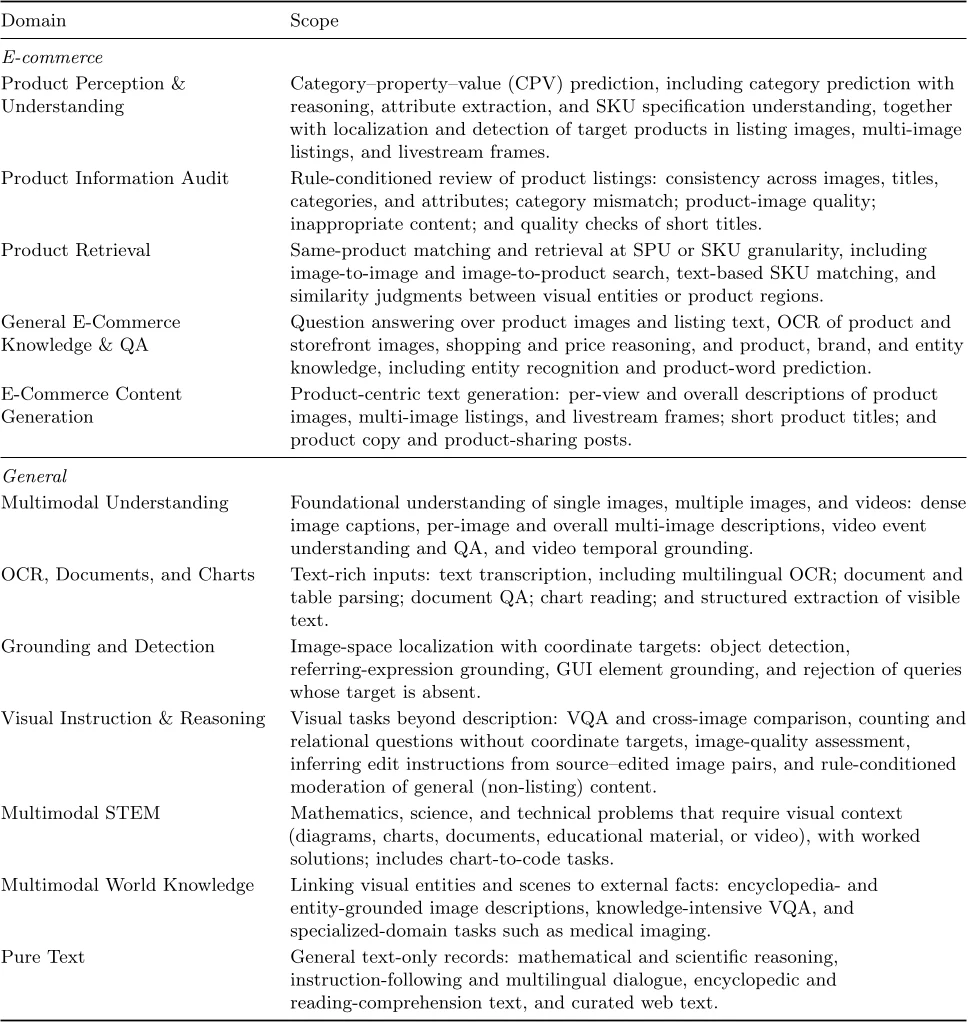 Domain Scope
E-commerce
Product Perception & Category–property–value (CPV) prediction, including category prediction with
Understanding reasoning, attribute extraction, and SKU specification understanding, together
with localization and detection of target products in listing images, multi-image
listings, and livestream frames.
Product Information Audit Rule-conditioned review of product listings: consistency across images, titles,
categories, and attributes; category mismatch; product-image quality;
inappropriate content; and quality checks of short titles.
Product Retrieval Same-product matching and retrieval at SPU or SKU granularity, including
image-to-image and image-to-product search, text-based SKU matching, and
similarity judgments between visual entities or product regions.
General E-Commerce Question answering over product images and listing text, OCR of product and
Knowledge & QA storefront images, shopping and price reasoning, and product, brand, and entity
knowledge, including entity recognition and product-word prediction.
E-Commerce Content Product-centric text generation: per-view and overall descriptions of product
Generation images, multi-image listings, and livestream frames; short product titles; and
product copy and product-sharing posts.
General
Multimodal Understanding Foundational understanding of single images, multiple images, and videos: dense
image captions, per-image and overall multi-image descriptions, video event
understanding and QA, and video temporal grounding.
OCR, Documents, and Charts Text-rich inputs: text transcription, including multilingual OCR; document and
table parsing; document QA; chart reading; and structured extraction of visible
text.
Grounding and Detection Image-space localization with coordinate targets: object detection,
referring-expression grounding, GUI element grounding, and rejection of queries
whose target is absent.
Visual Instruction & Reasoning Visual tasks beyond description: VQA and cross-image comparison, counting and
relational questions without coordinate targets, image-quality assessment,
inferring edit instructions from source–edited image pairs, and rule-conditioned
moderation of general (non-listing) content.
Multimodal STEM Mathematics, science, and technical problems that require visual context
(diagrams, charts, documents, educational material, or video), with worked
solutions; includes chart-to-code tasks.
Multimodal World Knowledge Linking visual entities and scenes to external facts: encyclopedia- and
entity-grounded image descriptions, knowledge-intensive VQA, and
specialized-domain tasks such as medical imaging.
Pure Text General text-only records: mathematical and scientific reasoning,
instruction-following and multilingual dialogue, encyclopedic and
reading-comprehension text, and curated web text.